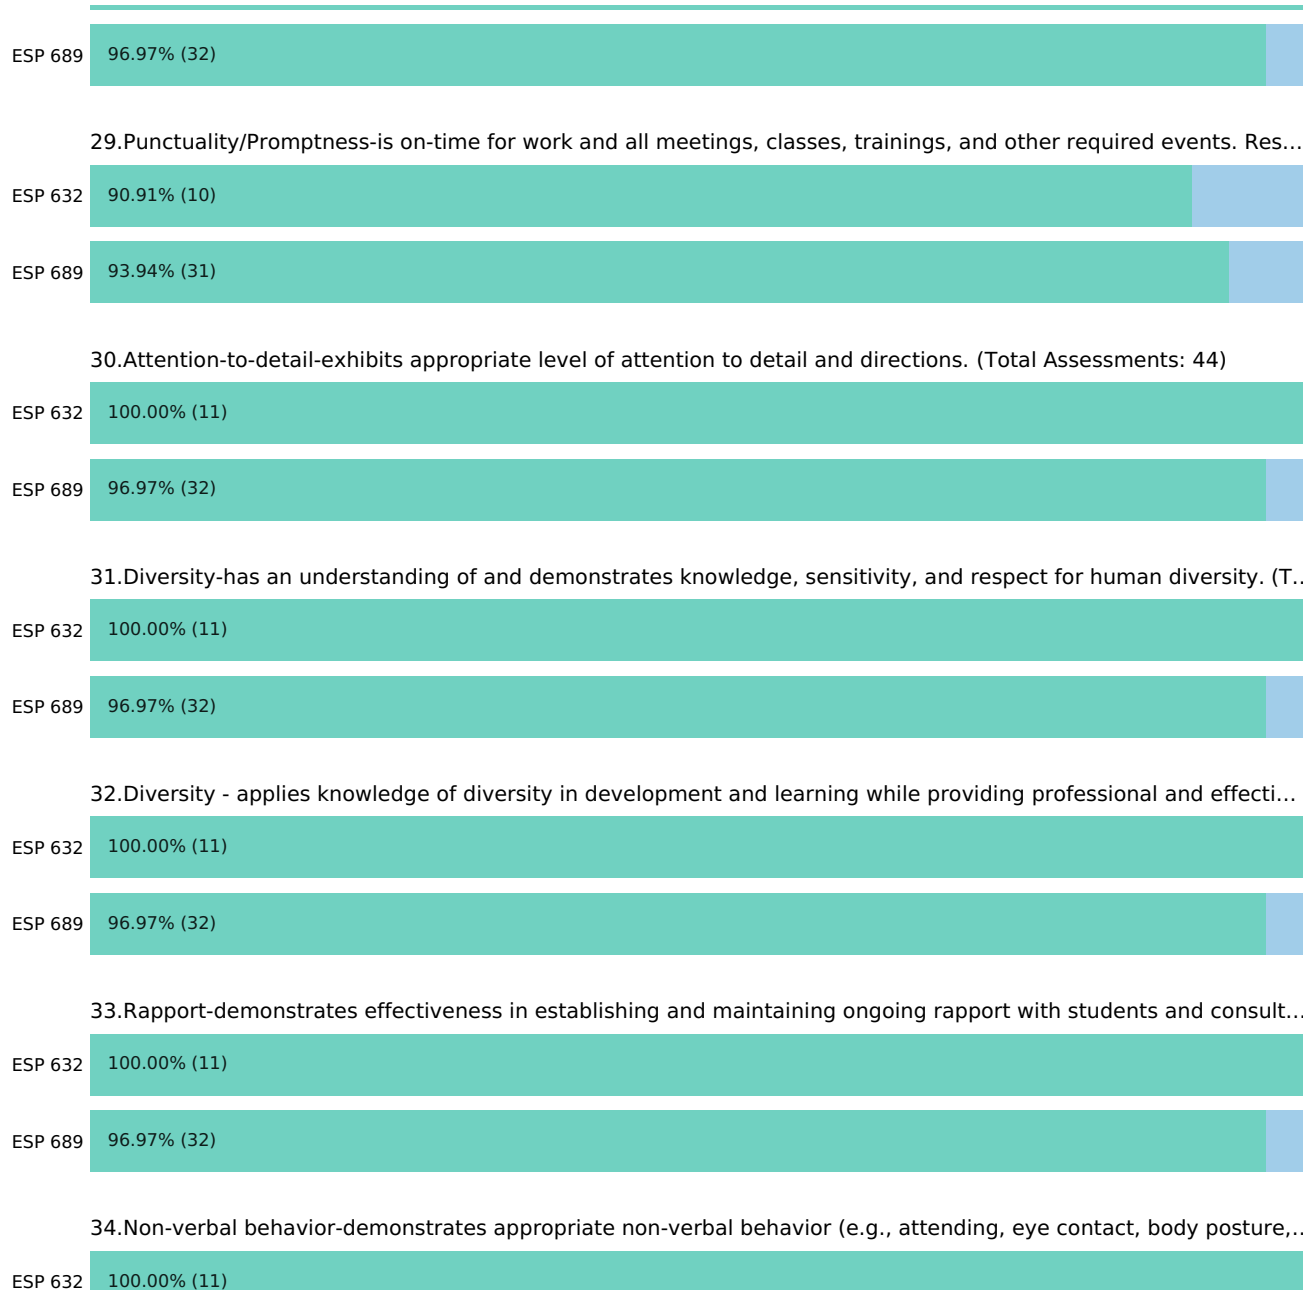 ESP 689 96.97% (32)
29.Punctuality/Promptness-is on-time for work and all meetings, classes, trainings, and other required events. Res...
ESP 632 90.91% (10)
ESP 689 93.94% (31)
30.Attention-to-detail-exhibits appropriate level of attention to detail and directions. (Total Assessments: 44)
ESP 632 100.00% (11)
ESP 689 96.97% (32)
31.Diversity-has an understanding of and demonstrates knowledge, sensitivity, and respect for human diversity. (T...
ESP 632 100.00% (11)
ESP 689 96.97% (32)
32.Diversity - applies knowledge of diversity in development and learning while providing professional and effecti...
ESP 632 100.00% (11)
ESP 689 96.97% (32)
33.Rapport-demonstrates effectiveness in establishing and maintaining ongoing rapport with students and consult...
ESP 632 100.00% (11)
ESP 689 96.97% (32)
34.Non-verbal behavior-demonstrates appropriate non-verbal behavior (e.g., attending, eye contact, body posture,...
ESP 632 100.00% (11)